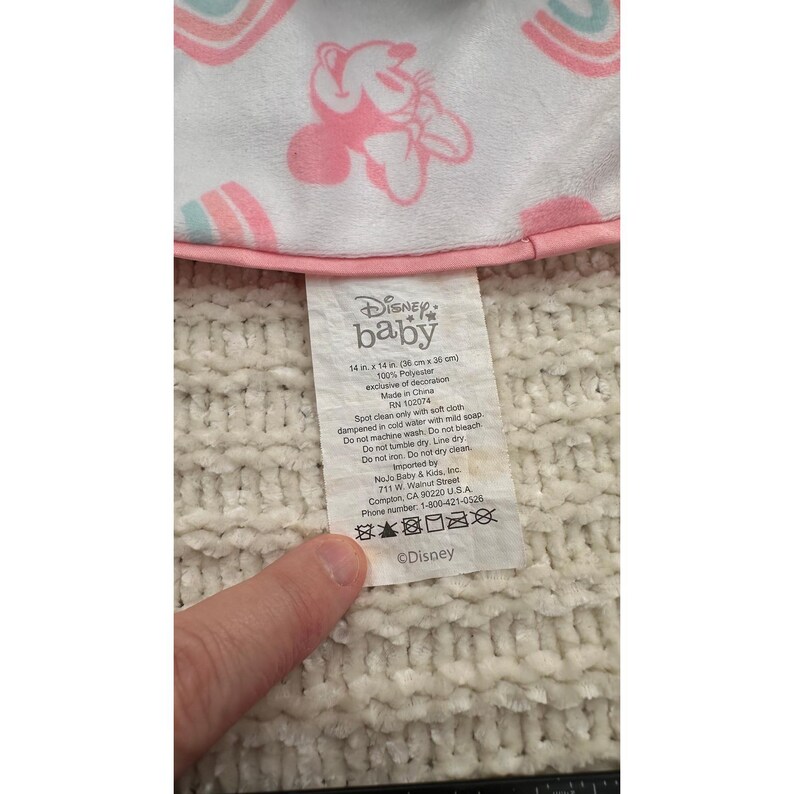 Disney
baby
14 in. x 14 in. (36 cm x 36 cm)
100% Polyester
exclusive of decoration
Made in China
RN 102074
Spot clean only with soft cloth
dampened in cold water with mild soap.
Do not machine wash. Do not bleach.
Do not tumble dry. Line dry.
Do not iron. Do not dry clean.
Imported by
NoJo Baby & Kids, Inc.
711 W. Walnut Street
Compton, CA 90220 U.S.A.
Phone number: 1-800-421-0526
©Disney